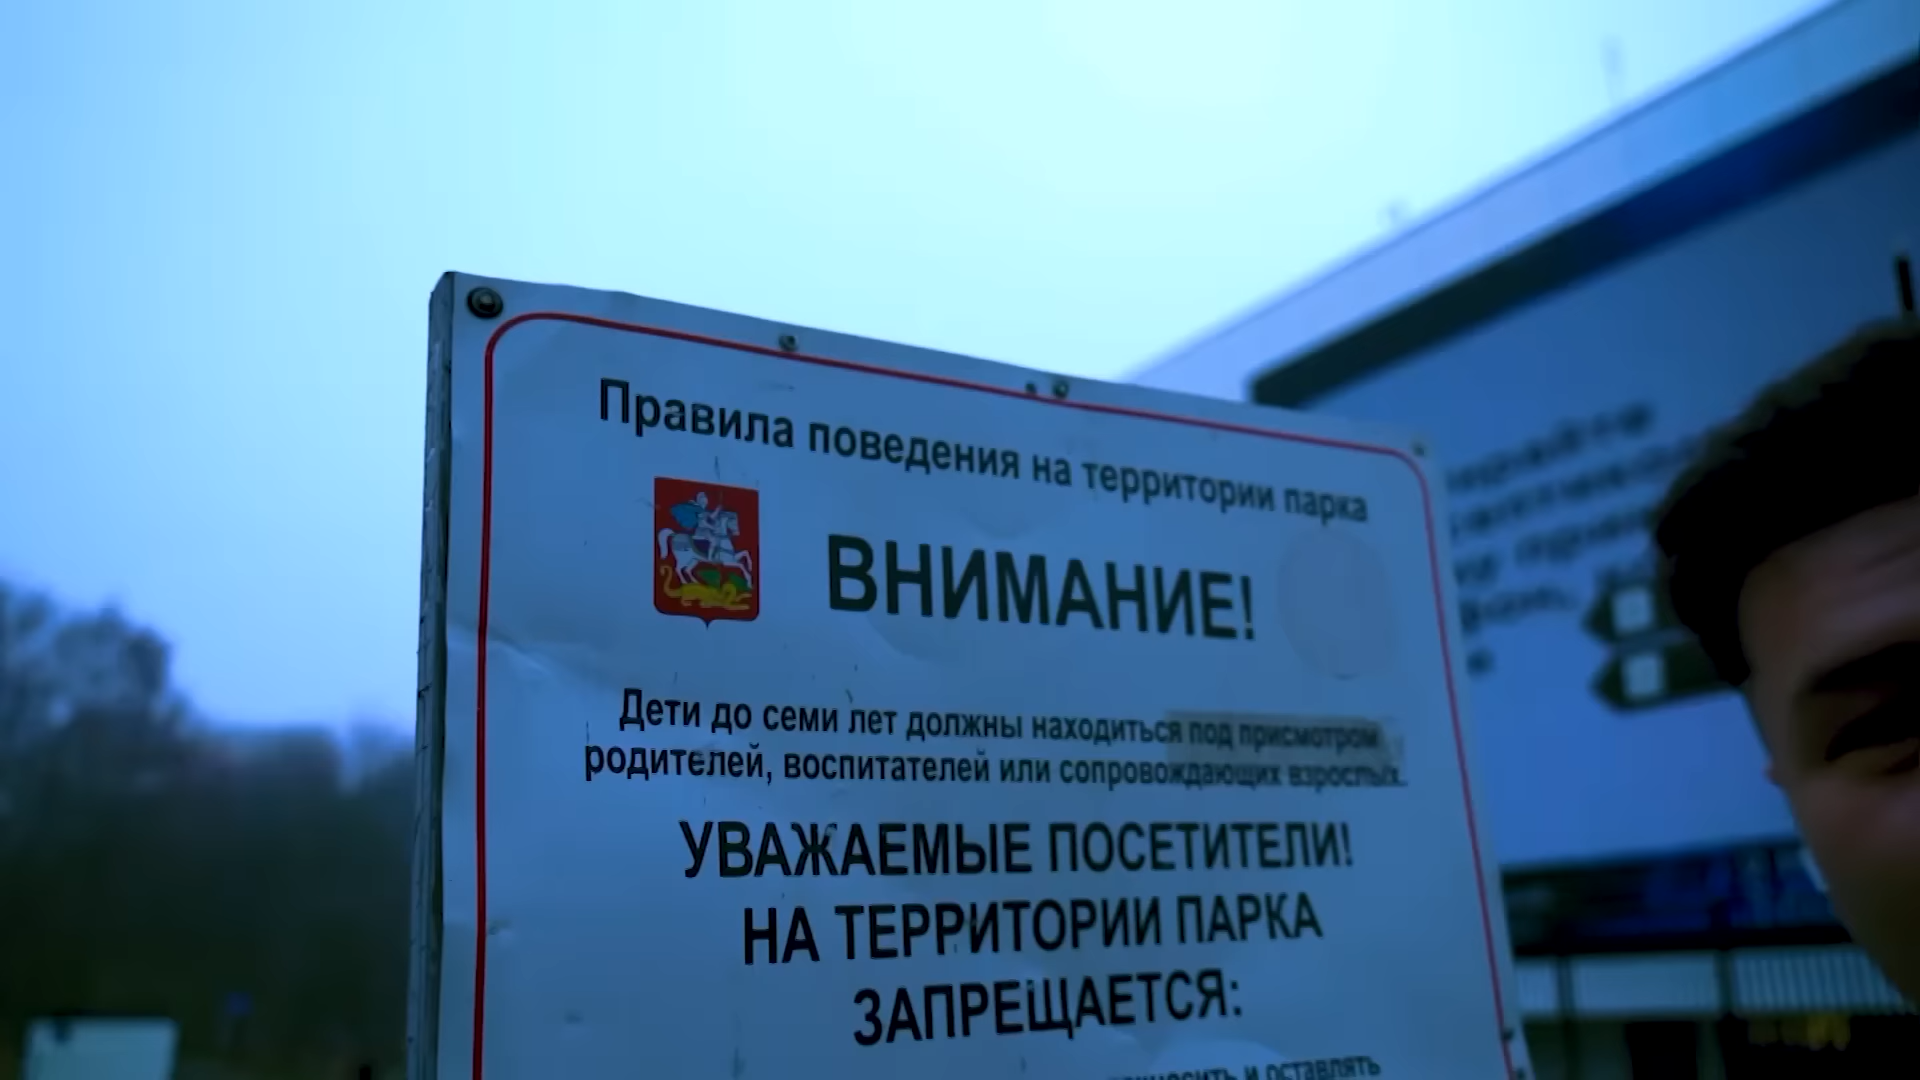 Правила поведения на территории парка
ВНИМАНИЕ!
Дети до семи лет должны находиться под присмотром
родителей, воспитателей или сопровождающих взрослых.
УВАЖАЕМЫЕ ПОСЕТИТЕЛИ!
НА ТЕРРИТОРИИ ПАРКА
ЗАПРЕЩАЕТСЯ:
и оставлять